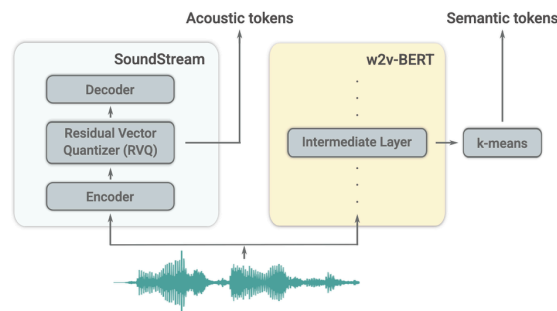 Acoustic tokens
Semantic tokens
SoundStream
w2v-BERT
Decoder
Residual Vector
Quantizer (RVQ)
Intermediate Layer
k-means
Encoder